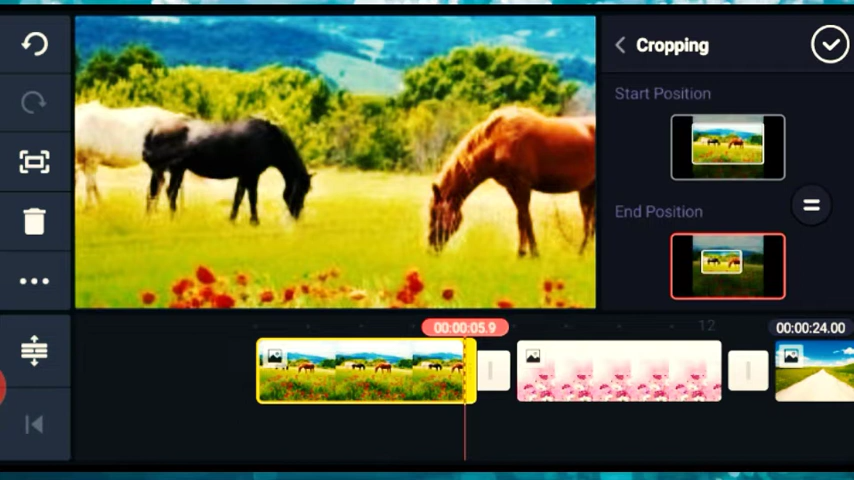 Cropping
Start Position
End Position
00:00:05.9
12
00:00:24.00